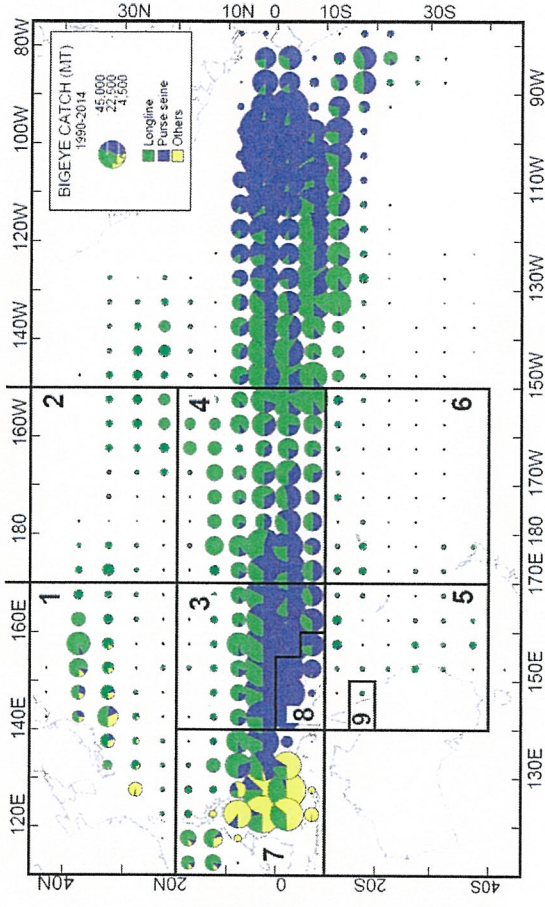 120E 140E 160E 180 160W 140W 120W 100W 80W
BIGEYE CATCH (MT)
1990-2014
45,000
22,500
4,500
Longline
Purse seine
Others
40N
20N
0
20S
40S
30N
10N
0
10S
30S
1
2
3
4
7
8
9
5
6
130E 150E 170E 180 170W 150W 130W 110W 90W